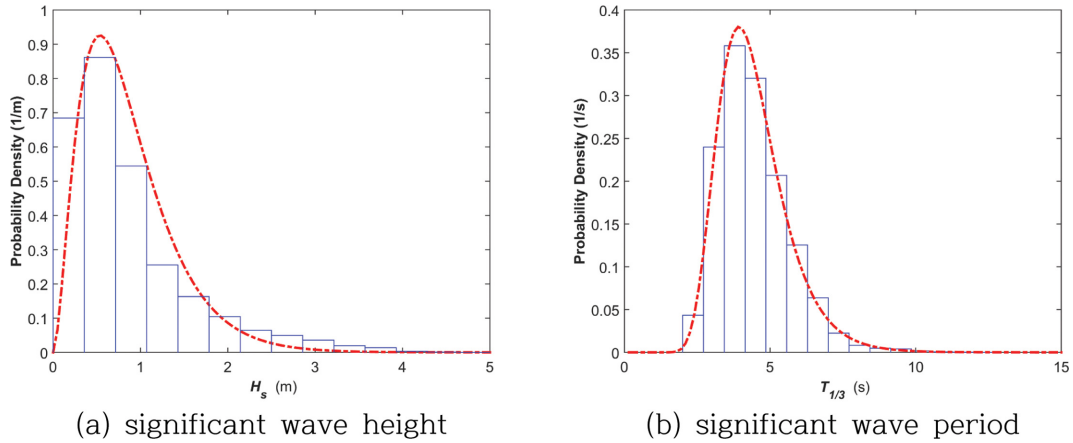 1
0.9
0.8
0.7
0.6
0.5
0.4
0.3
0.2
0.1
0
0 1 2 3 4 5
Probability Density (1/m)
H_s (m)
(a) significant wave height
0.4
0.35
0.3
0.25
0.2
0.15
0.1
0.05
0
0 5 10 15
Probability Density (1/s)
T_1/3 (s)
(b) significant wave period